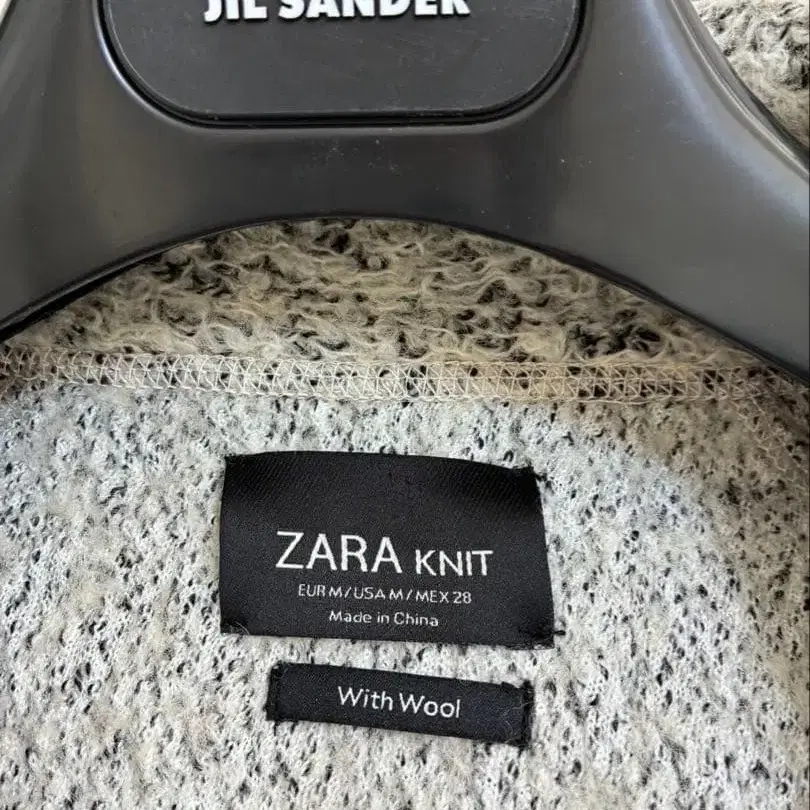 JIL SANDER
ZARA KNIT
EUR M / USA M / MEX 28
Made in China
With Wool